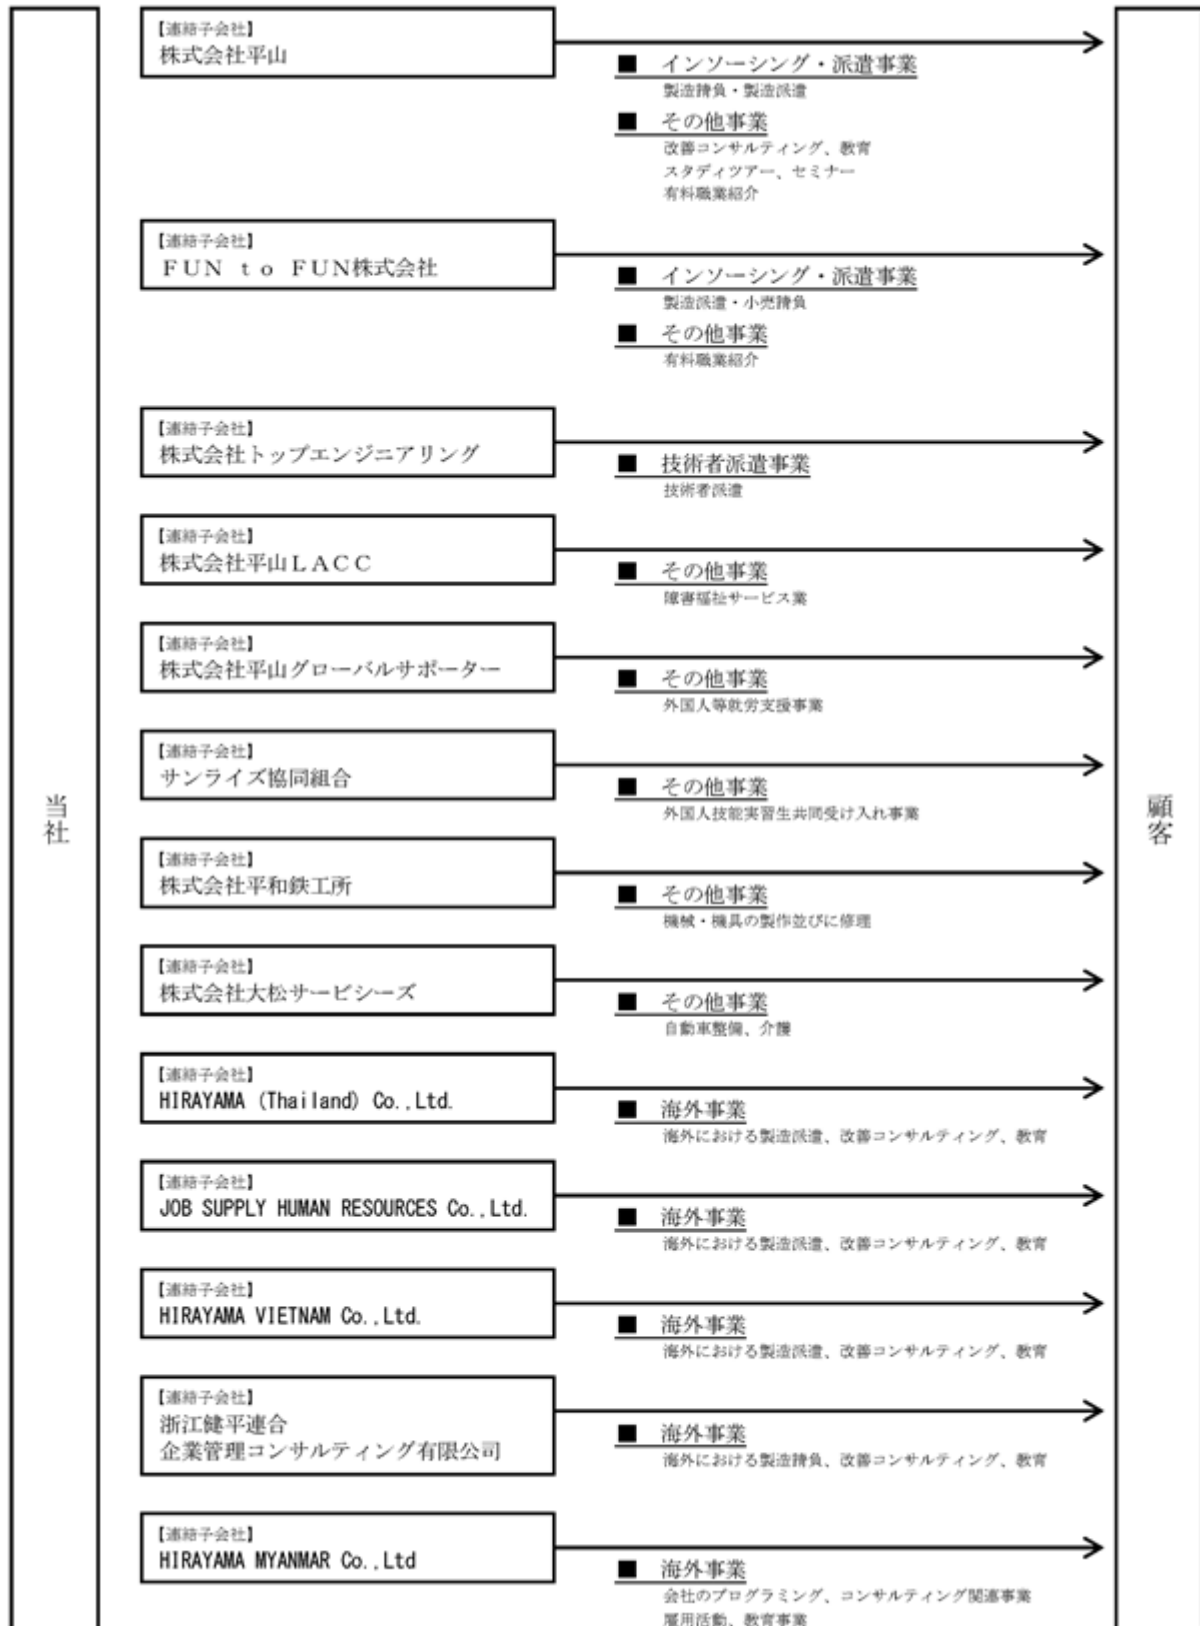 当社
【連結子会社】
株式会社平山
■ インソーシング・派遣事業
製造請負・製造派遣
■ その他事業
改善コンサルティング、教育
スタディツアー、セミナー
有料職業紹介
【連結子会社】
ＦＵＮ ｔｏ ＦＵＮ株式会社
■ インソーシング・派遣事業
製造派遣・小売請負
■ その他事業
有料職業紹介
【連結子会社】
株式会社トップエンジニアリング
■ 技術者派遣事業
技術者派遣
【連結子会社】
株式会社平山ＬＡＣＣ
■ その他事業
障害福祉サービス業
【連結子会社】
株式会社平山グローバルサポーター
■ その他事業
外国人等就労支援事業
【連結子会社】
サンライズ協同組合
■ その他事業
外国人技能実習生共同受け入れ事業
【連結子会社】
株式会社平和鉄工所
■ その他事業
機械・機具の製作並びに修理
【連結子会社】
株式会社大松サービシーズ
■ その他事業
自動車整備、介護
【連結子会社】
HIRAYAMA (Thailand) Co.,Ltd.
■ 海外事業
海外における製造派遣、改善コンサルティング、教育
【連結子会社】
JOB SUPPLY HUMAN RESOURCES Co.,Ltd.
■ 海外事業
海外における製造派遣、改善コンサルティング、教育
【連結子会社】
HIRAYAMA VIETNAM Co.,Ltd.
■ 海外事業
海外における製造派遣、改善コンサルティング、教育
【連結子会社】
浙江健平連合
企業管理コンサルティング有限公司
■ 海外事業
海外における製造請負、改善コンサルティング、教育
【連結子会社】
HIRAYAMA MYANMAR Co.,Ltd
■ 海外事業
会社のプログラミング、コンサルティング関連事業
雇用活動、教育事業
顧客